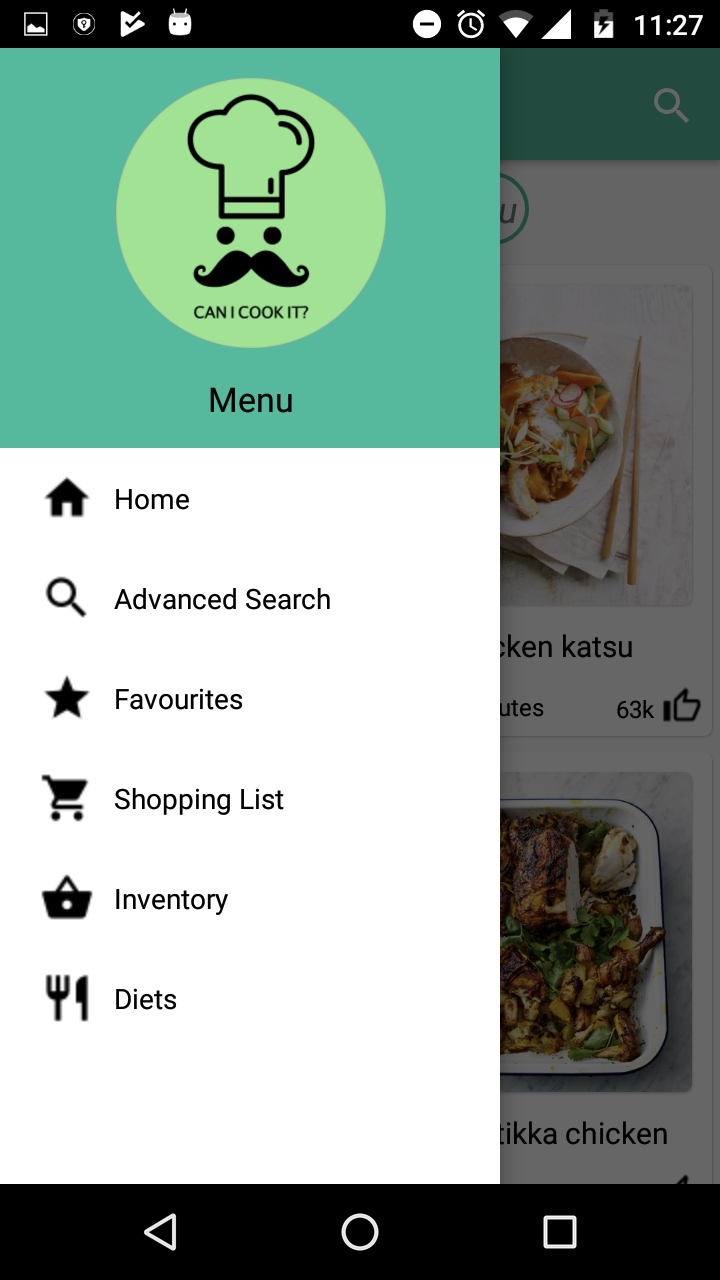 11:27
CAN I COOK IT?
Menu
Home
Advanced Search
Favourites
Shopping List
Inventory
Diets
u
cken katsu
utes 63k
tikka chicken